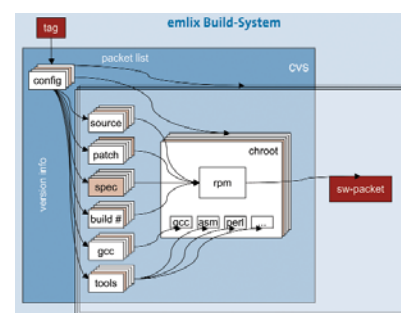 emlix Build-System
tag
packet list
CVS
config
version info
source
patch
spec
build #
gcc
tools
chroot
rpm
gcc
asm
perl
...
sw-packet